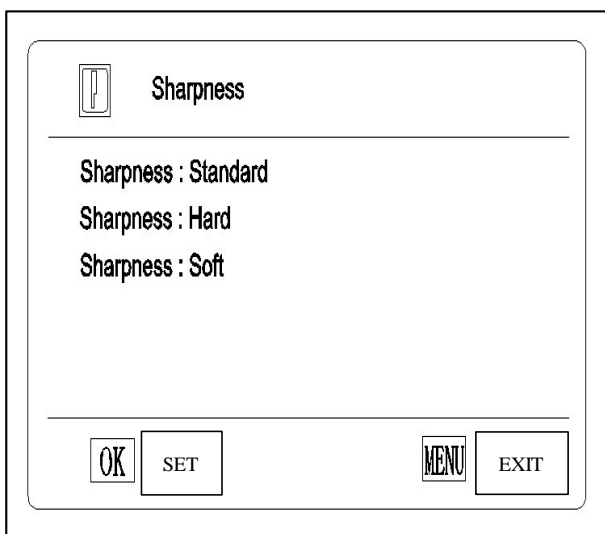 Sharpness
Sharpness : Standard
Sharpness : Hard
Sharpness : Soft
OK SET MENU EXIT